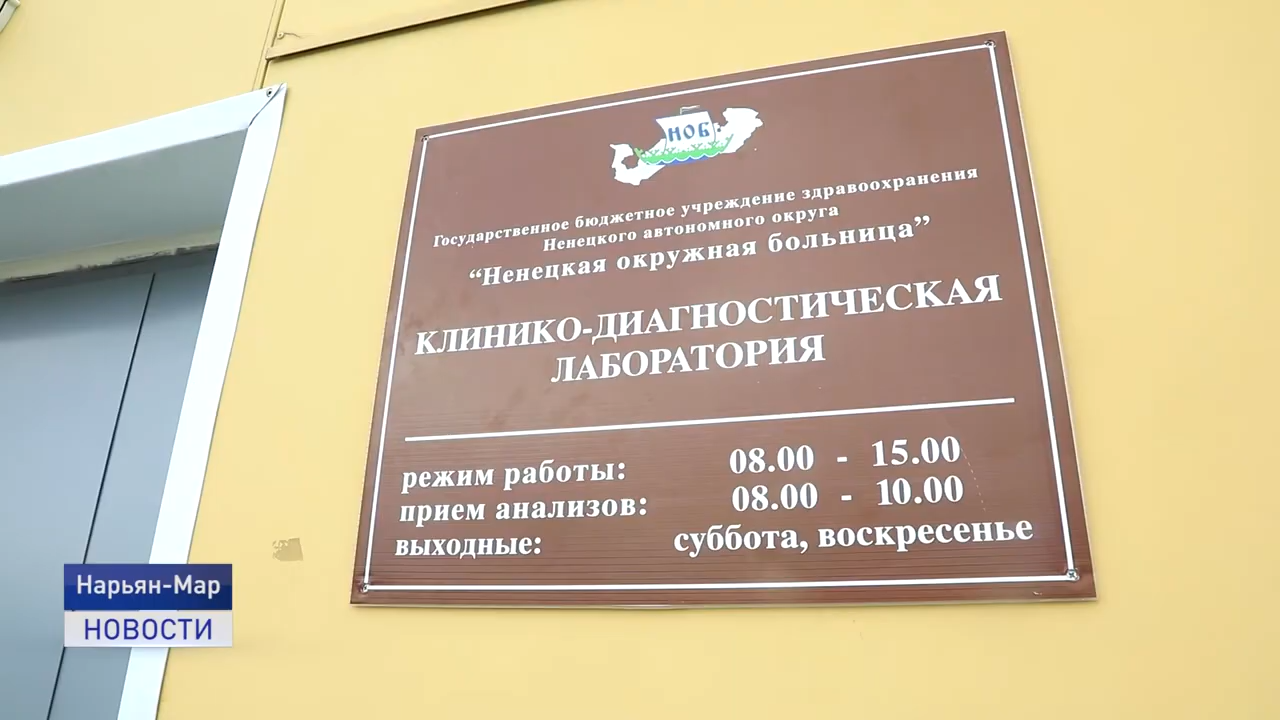 НОБ
Государственное бюджетное учреждение здравоохранения
Ненецкого автономного округа
“Ненецкая окружная больница”
КЛИНИКО-ДИАГНОСТИЧЕСКАЯ
ЛАБОРАТОРИЯ
режим работы: 08.00 - 15.00
прием анализов: 08.00 - 10.00
выходные: суббота, воскресенье
Нарьян-Мар
НОВОСТИ